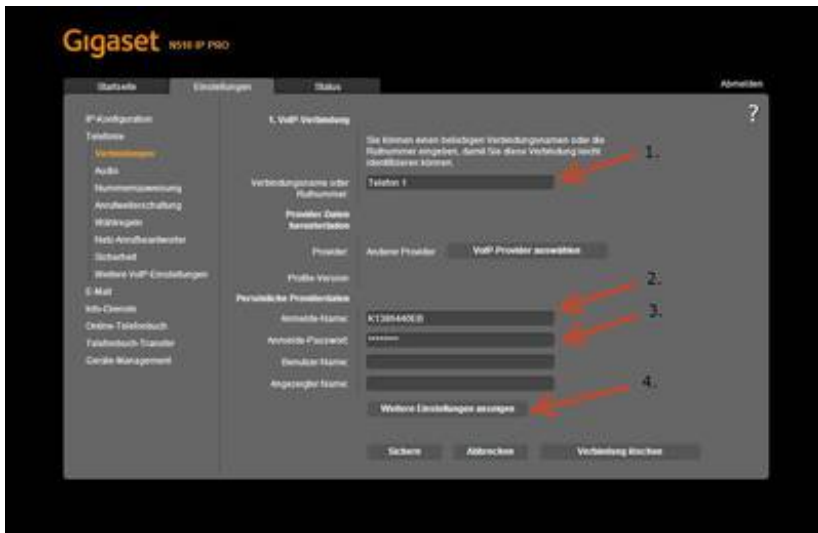 Gigaset N510 IP PRO
Startseite Einstellungen Status Abmelden
?
IP-Konfiguration
Telefonie
Verbindungen
Audio
Nummernzuweisung
Anrufweiterschaltung
Wählregeln
Netz-Anrufbeantworter
Sicherheit
Weitere VoIP-Einstellungen
E-Mail
Info-Dienste
Online-Telefonbuch
Telefonbuch-Transfer
Geräte-Management
1. VoIP-Verbindung
Sie können einen beliebigen Verbindungsnamen oder die
Rufnummer eingeben, damit Sie diese Verbindung leicht
identifizieren können.
1.
Verbindungsname oder
Rufnummer:
Telefon 1
Provider-Daten
herunterladen
Provider: Anderer Provider VoIP-Provider auswählen
Profile-Version:
2.
Persönliche Providerdaten
3.
Anmelde-Name:
Anmelde-Passwort: ********
Benutzer-Name:
Angezeigter Name:
4.
Weitere Einstellungen anzeigen
Sichern Abbrechen Verbindung löschen